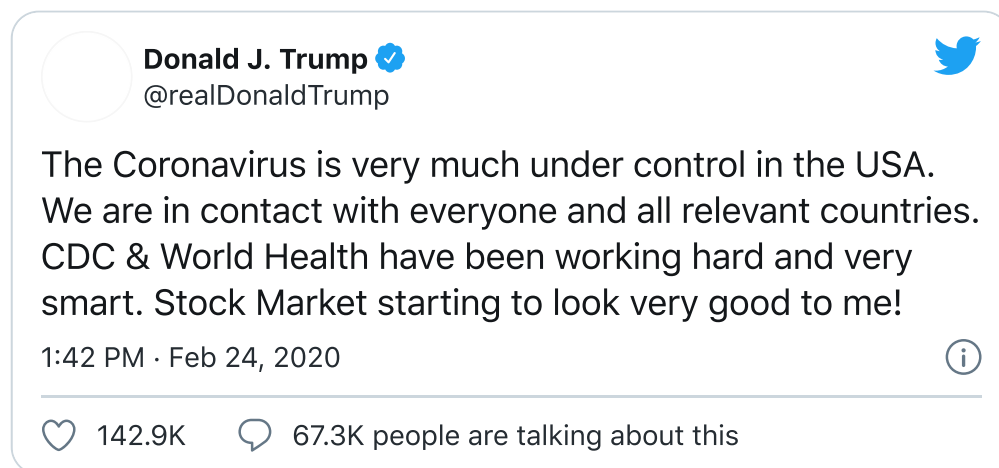 Donald J. Trump
@realDonaldTrump
The Coronavirus is very much under control in the USA.
We are in contact with everyone and all relevant countries.
CDC & World Health have been working hard and very
smart. Stock Market starting to look very good to me!
1:42 PM · Feb 24, 2020
142.9K 67.3K people are talking about this